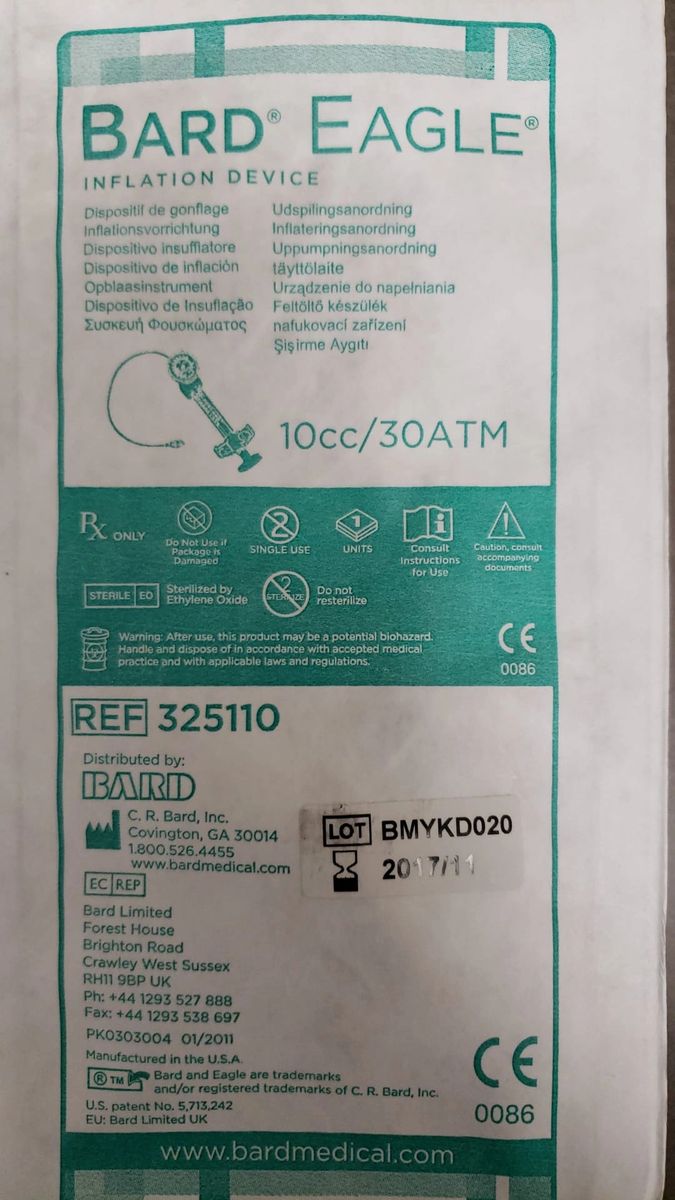 BARD® EAGLE®
INFLATION DEVICE
Dispositif de gonflage
Inflationsvorrichtung
Dispositivo insufflatore
Dispositivo de inflación
Opblaasinstrument
Dispositivo de Insuflação
Συσκευή Φουσκώματος
Udspilingsanordning
Inflateringsanordning
Uppumpningsanordning
täyttölaite
Urządzenie do napełniania
Feltöltő készülék
nafukovací zařízení
Şişirme Aygıtı
10cc/30ATM
Rx ONLY
Do Not Use if
Package is
Damaged
2
SINGLE USE
1
UNITS
i
Consult
Instructions
for Use
!
Caution, consult
accompanying
documents
STERILE EO
Sterilized by
Ethylene Oxide
2
STERILIZE
Do not
resterilize
Warning: After use, this product may be a potential biohazard.
Handle and dispose of in accordance with accepted medical
practice and with applicable laws and regulations.
CE
0086
REF 325110
Distributed by:
BARD
C. R. Bard, Inc.
Covington, GA 30014
1.800.526.4455
www.bardmedical.com
LOT BMYKD020
2017/11
EC REP
Bard Limited
Forest House
Brighton Road
Crawley West Sussex
RH11 9BP UK
Ph: +44 1293 527 888
Fax: +44 1293 538 697
PK0303004 01/2011
Manufactured in the U.S.A.
® TM
Bard and Eagle are trademarks
and/or registered trademarks of C. R. Bard, Inc.
U.S. patent No. 5,713,242
EU: Bard Limited UK
CE
0086
www.bardmedical.com